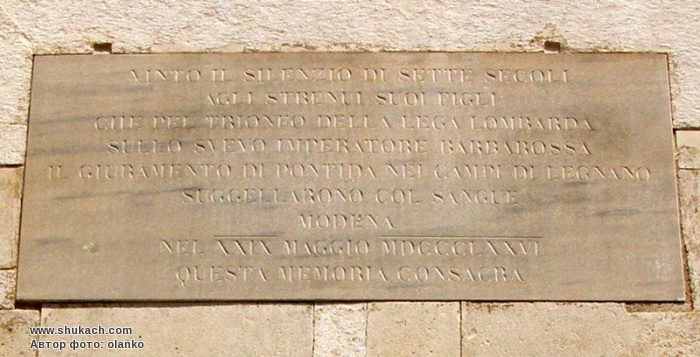 VINTO IL SILENZIO DI SETTE SECOLI
AGLI STRENUI SUOI FIGLI
CHE PEL TRIONFO DELLA LEGA LOMBARDA
SULLO SVEVO IMPERATORE BARBAROSSA
IL GIURAMENTO DI PONTIDA NEI CAMPI DI LEGNANO
SUGGELLARONO COL SANGUE
MODENA
NEL XXIX MAGGIO MDCCCLXXVI
QUESTA MEMORIA CONSACRA
www.shukach.com
Автор фото: olanko